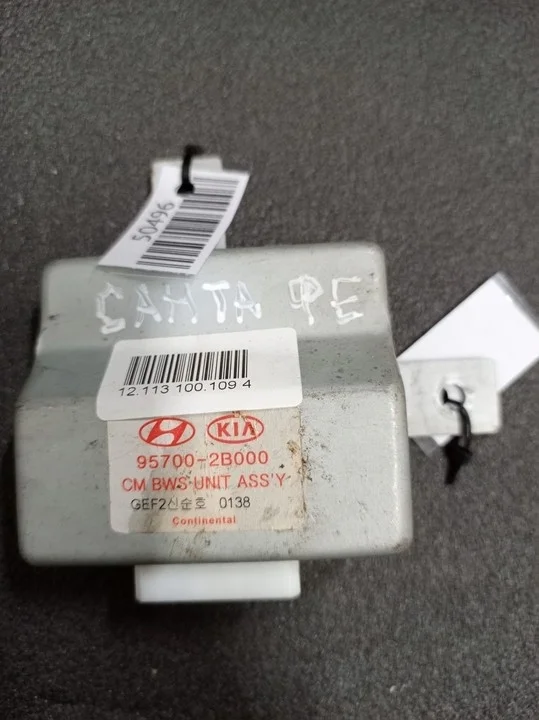 50496
САНТА ФЕ
12.113 100.109 4
HYUNDAI KIA
95700-2B000
CM BWS-UNIT ASS'Y
GEF2신순호 0138
Continental